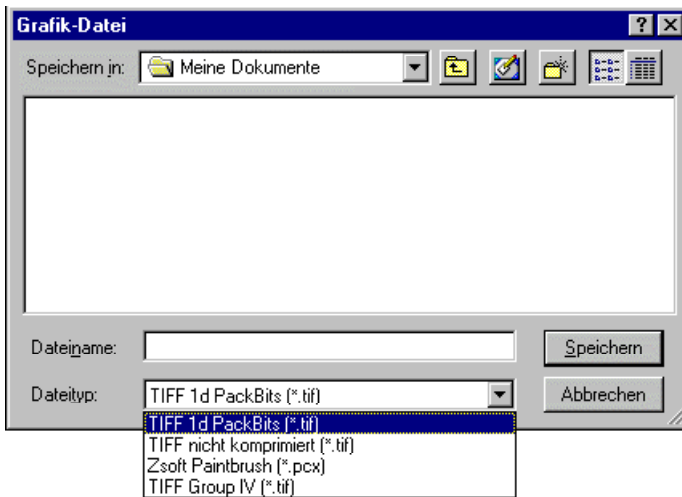 Grafik-Datei
Speichern in: Meine Dokumente
Dateiname: Speichern
Dateityp: TIFF 1d PackBits (*.tif) Abbrechen
TIFF 1d PackBits (*.tif)
TIFF nicht komprimiert (*.tif)
Zsoft Paintbrush (*.pcx)
TIFF Group IV (*.tif)